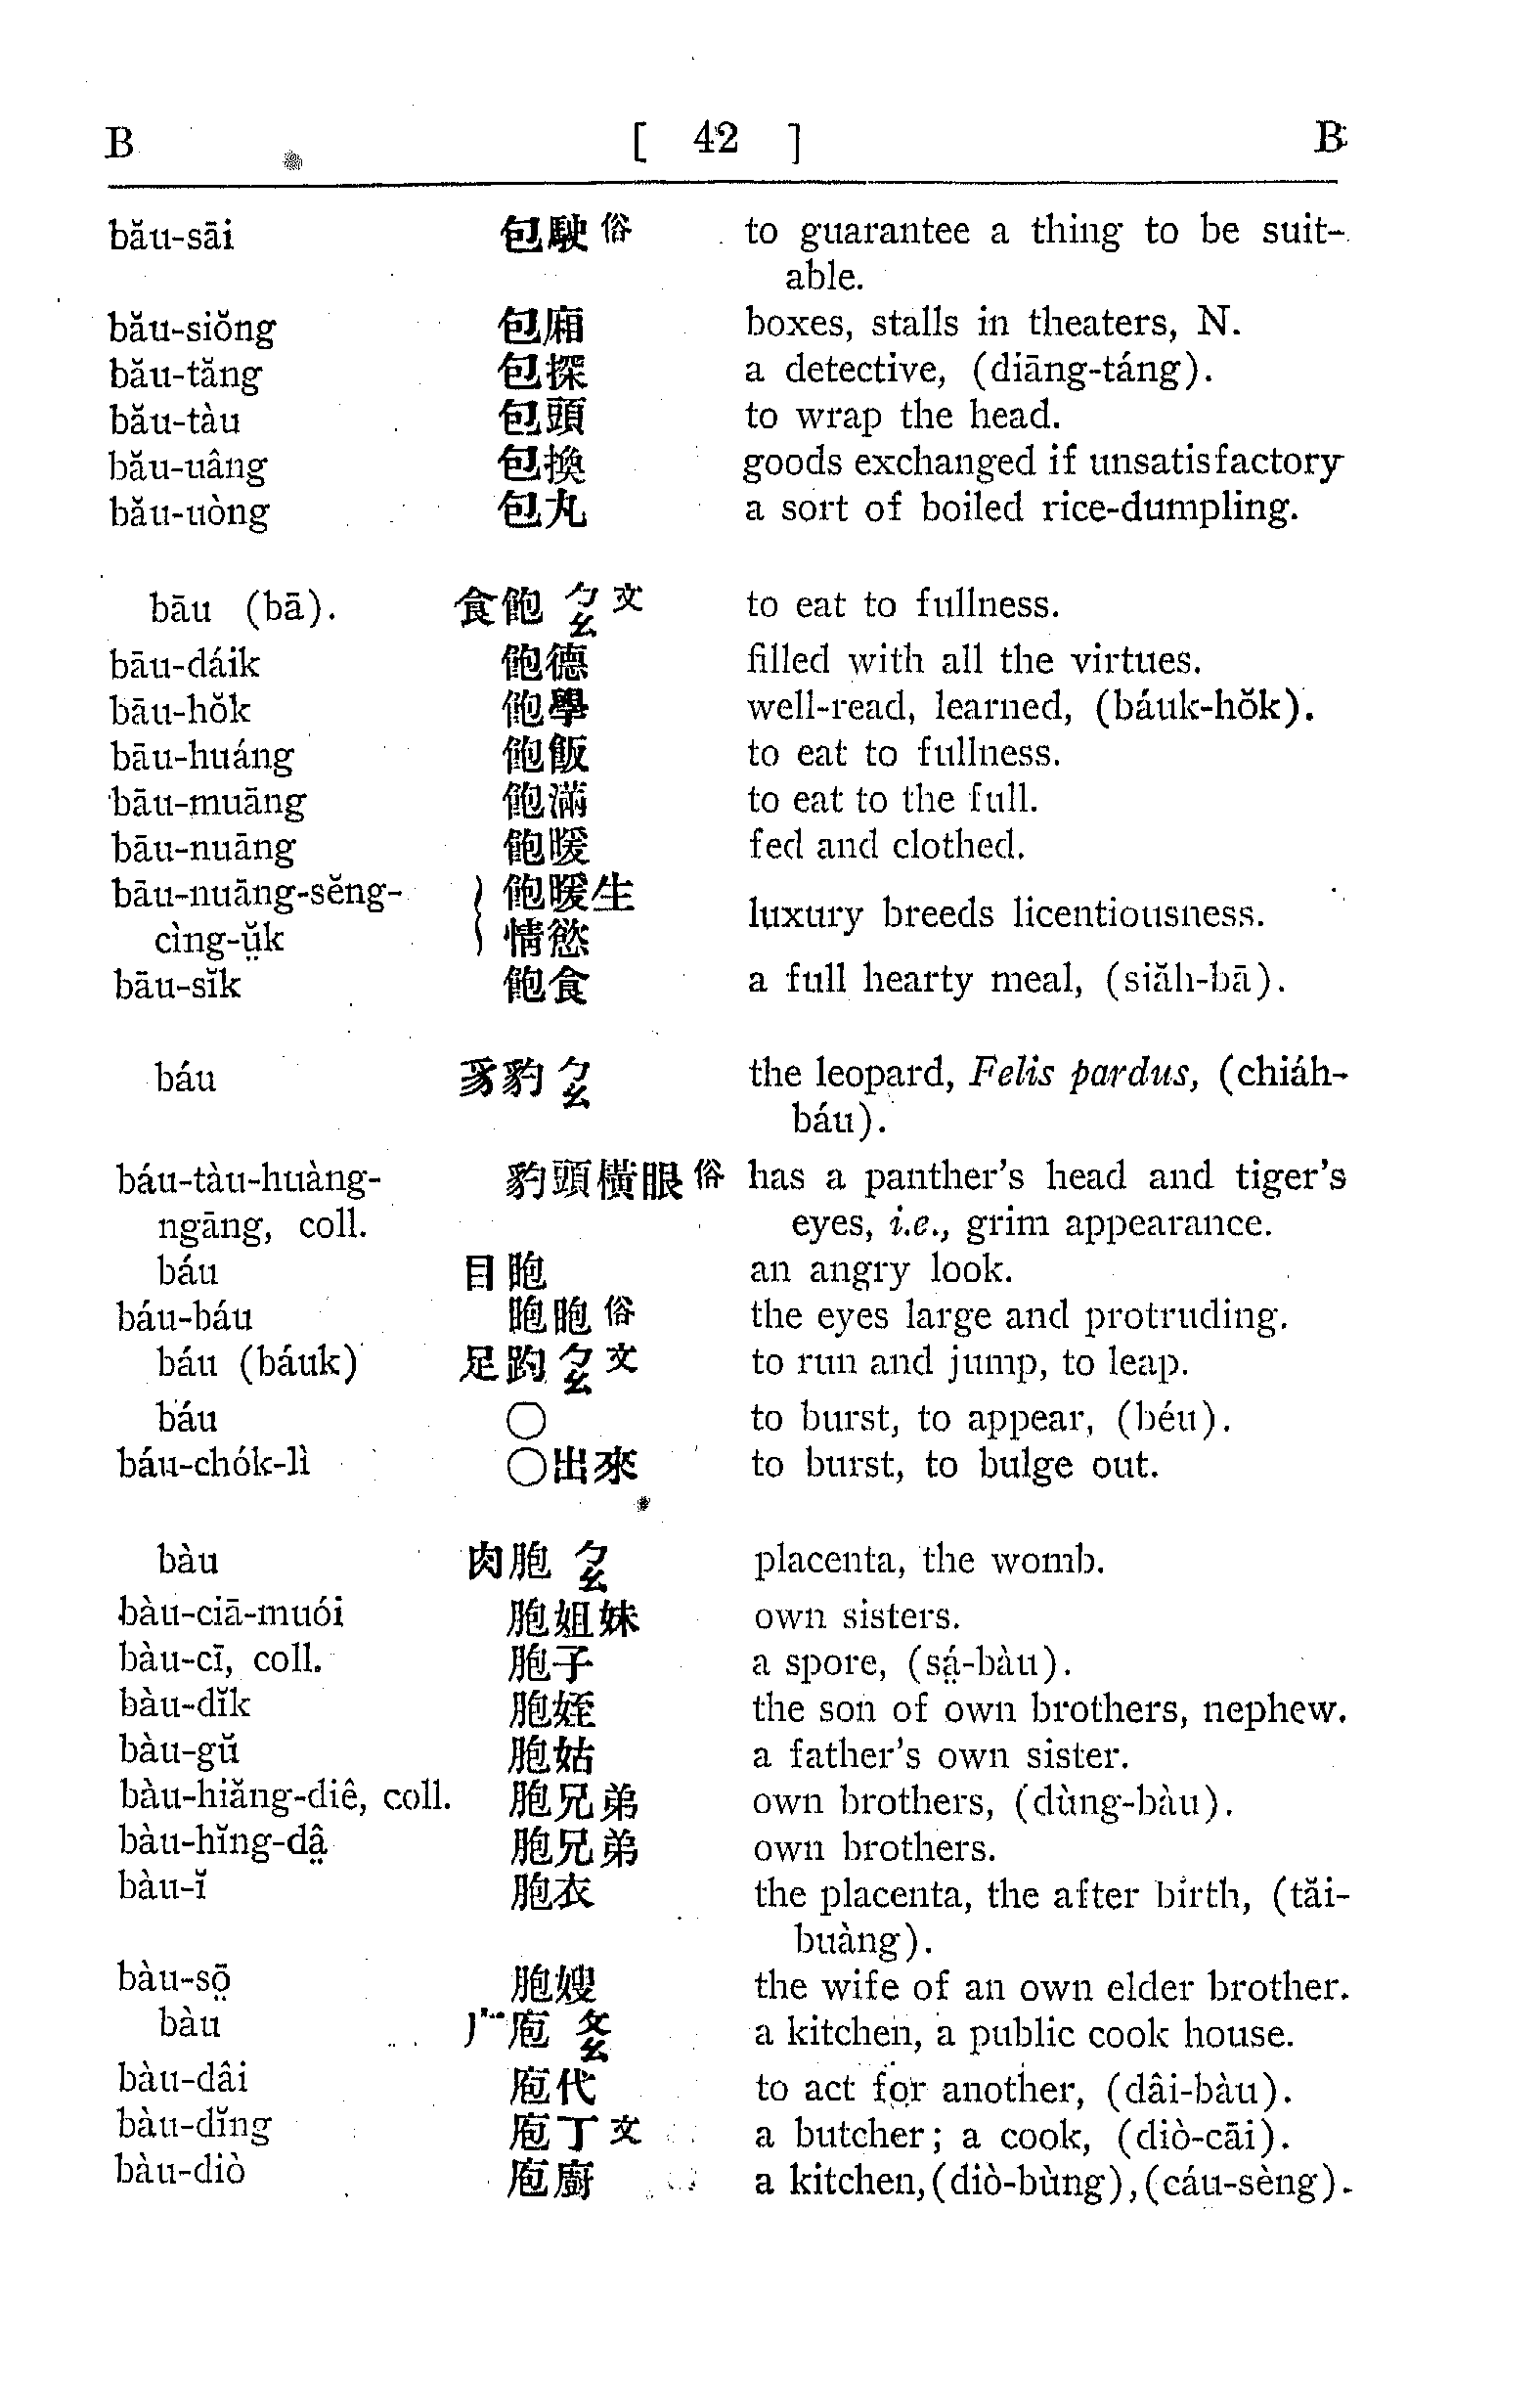 B [ 42 ] B
bău-sāi 包駛俗 to guarantee a thing to be suit-
able.
bău-siŏng 包廂 boxes, stalls in theaters, N.
bău-tăng 包探 a detective, (diāng-táng).
bău-tàu 包頭 to wrap the head.
bău-uâng 包換 goods exchanged if unsatisfactory
bău-uòng 包丸 a sort of boiled rice-dumpling.
bāu (bā). 食飽 ㄅㄠ 文 to eat to fullness.
bāu-dáik 飽德 filled with all the virtues.
bāu-hŏk 飽學 well-read, learned, (báuk-hŏk).
bāu-huáng 飽飯 to eat to fullness.
bāu-muāng 飽滿 to eat to the full.
bāu-nuāng 飽暖 fed and clothed.
bāu-nuāng-sĕng- 飽暖生
cìng-ṳ̆k 情慾 luxury breeds licentiousness.
bāu-sĭk 飽食 a full hearty meal, (siăh-bā).
báu 豸豹 ㄅㄠ the leopard, Felis pardus, (chiáh-
báu).
báu-tàu-huàng- 豹頭橫眼俗 has a panther's head and tiger's
ngāng, coll. eyes, i.e., grim appearance.
báu 目䀝 an angry look.
báu-báu 䀝䀝俗 the eyes large and protruding.
báu (báuk) 足趵 ㄅㄠ 文 to run and jump, to leap.
báu ○ to burst, to appear, (béu).
báu-chók-lì ○出來 to burst, to bulge out.
bàu 肉胞 ㄅㄠ placenta, the womb.
bàu-ciā-muói 胞姐妹 own sisters.
bàu-cī, coll. 胞子 a spore, (sṳ́-bàu).
bàu-dĭk 胞姪 the son of own brothers, nephew.
bàu-gŭ 胞姑 a father's own sister.
bàu-hiăng-diê, coll. 胞兄弟 own brothers, (dùng-bàu).
bàu-hĭng-dâ̤ 胞兄弟 own brothers.
bàu-ĭ 胞衣 the placenta, the after birth, (tăi-
buàng).
bàu-sō̤ 胞嫂 the wife of an own elder brother.
bàu 广庖 ㄆㄠ a kitchen, a public cook house.
bàu-dâi 庖代 to act for another, (dâi-bàu).
bàu-dĭng 庖丁文 a butcher; a cook, (diò-cāi).
bàu-diò 庖廚 a kitchen, (diò-bùng), (cáu-sèng).